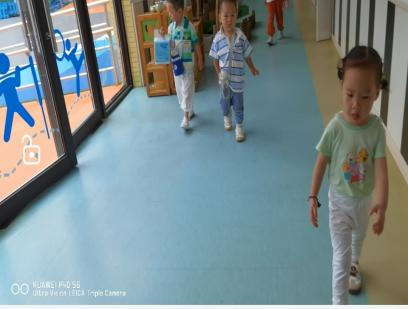 HUAWEI P40 5G
Ultra Vision LEICA Triple Camera